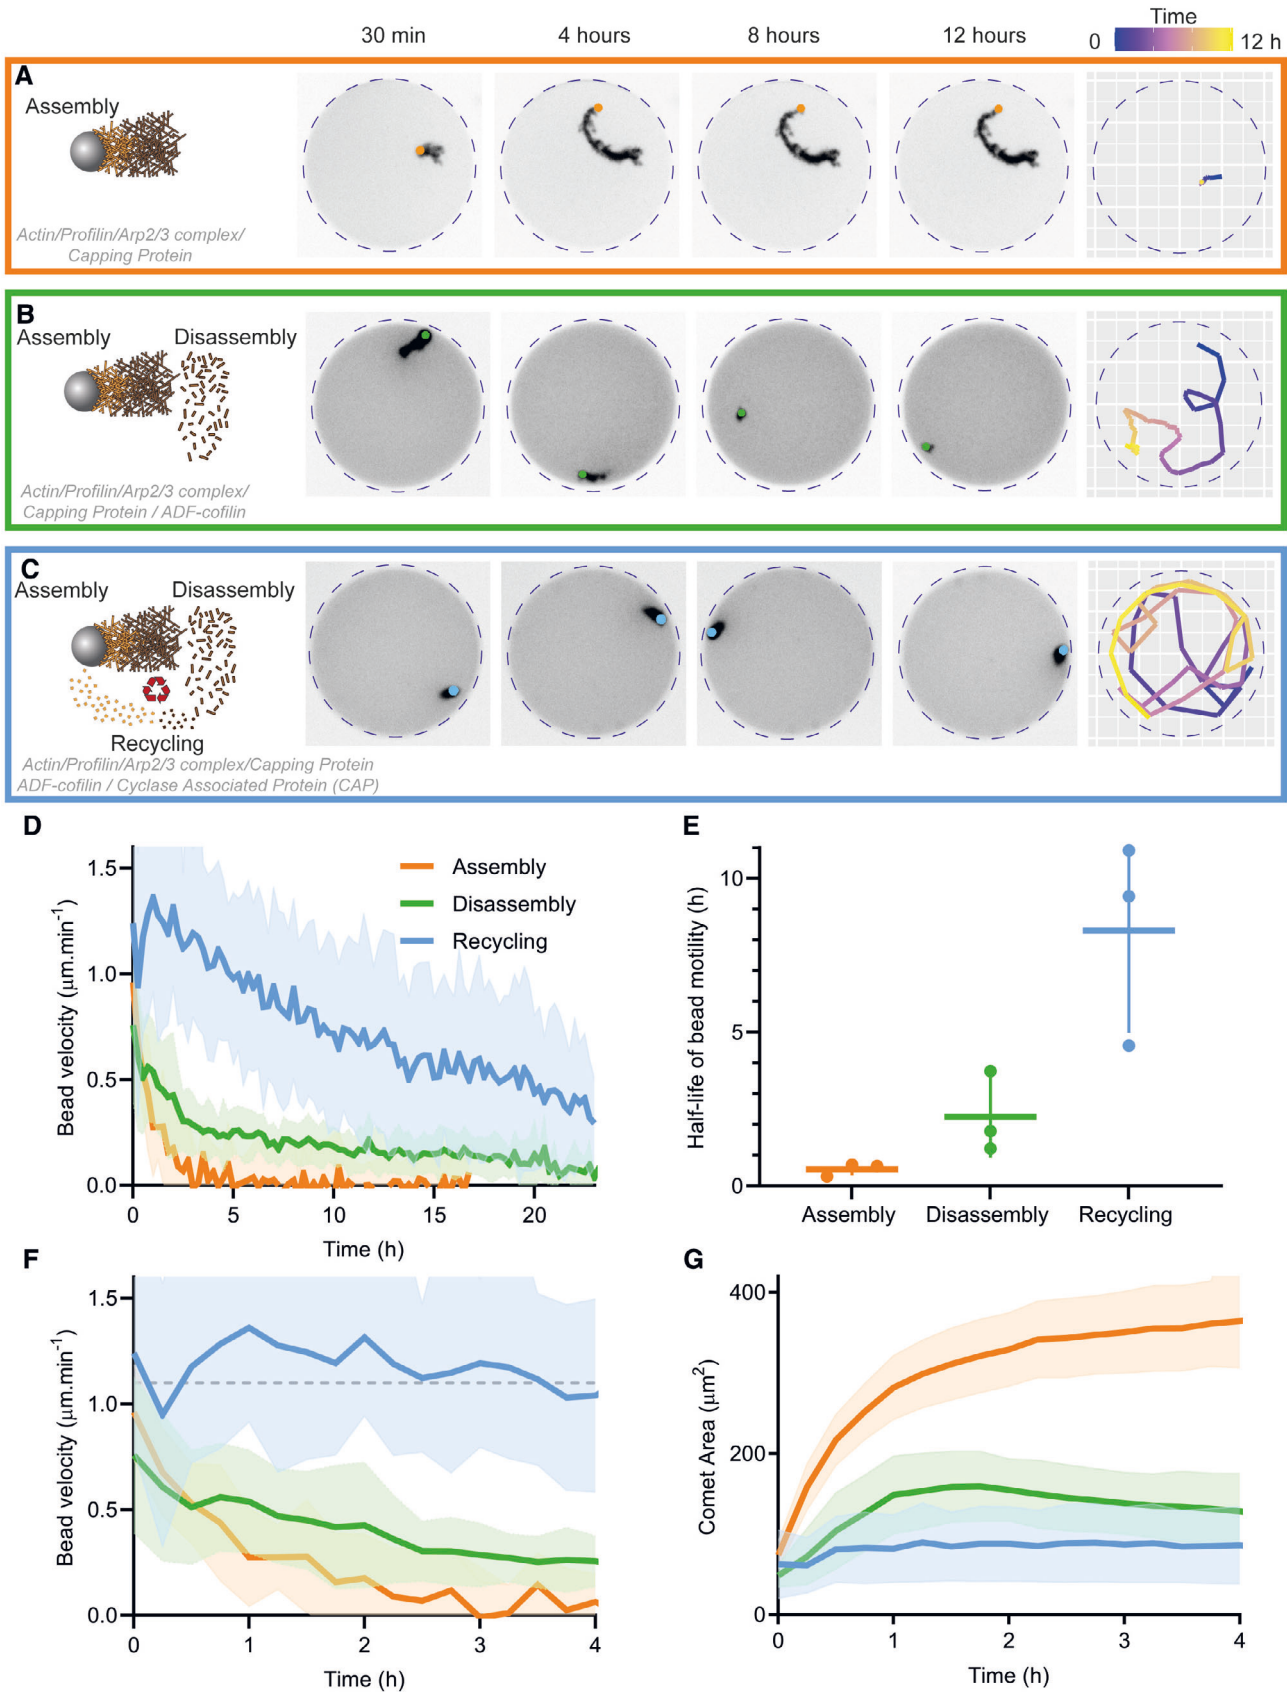 Time
30 min 4 hours 8 hours 12 hours 0 12 h
A
Assembly
Actin/Profilin/Arp2/3 complex/
Capping Protein
B
Assembly Disassembly
Actin/Profilin/Arp2/3 complex/
Capping Protein / ADF-cofilin
C
Assembly Disassembly
Recycling
Actin/Profilin/Arp2/3 complex/Capping Protein
ADF-cofilin / Cyclase Associated Protein (CAP)
D
Bead velocity (µm.min⁻¹)
1.5
1.0
0.5
0.0
0 5 10 15 20
Time (h)
Assembly
Disassembly
Recycling
E
Half-life of bead motility (h)
10
5
0
Assembly Disassembly Recycling
F
Bead velocity (µm.min⁻¹)
1.5
1.0
0.5
0.0
0 1 2 3 4
Time (h)
G
Comet Area (µm²)
400
200
0
0 1 2 3 4
Time (h)